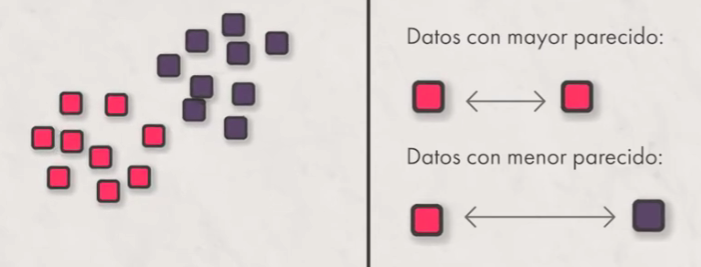 Datos con mayor parecido:
Datos con menor parecido: